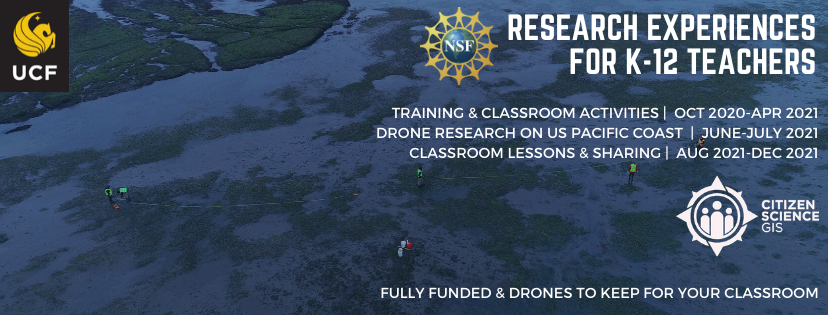 UCF
NSF
RESEARCH EXPERIENCES
FOR K-12 TEACHERS
TRAINING & CLASSROOM ACTIVITIES | OCT 2020-APR 2021
DRONE RESEARCH ON US PACIFIC COAST | JUNE-JULY 2021
CLASSROOM LESSONS & SHARING | AUG 2021-DEC 2021
CITIZEN
SCIENCE
GIS
FULLY FUNDED & DRONES TO KEEP FOR YOUR CLASSROOM